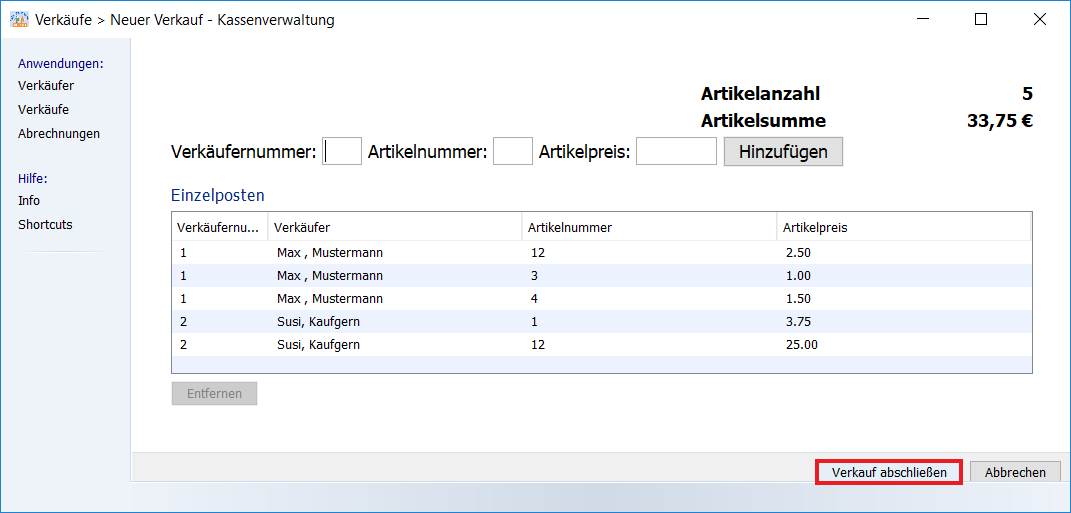 Verkäufe > Neuer Verkauf - Kassenverwaltung
Anwendungen:
Verkäufer
Verkäufe
Abrechnungen
Hilfe:
Info
Shortcuts
Artikelanzahl 5
Artikelsumme 33,75 €
Verkäufernummer: Artikelnummer: Artikelpreis: Hinzufügen
Einzelposten
Verkäufernu... Verkäufer Artikelnummer Artikelpreis
1 Max , Mustermann 12 2.50
1 Max , Mustermann 3 1.00
1 Max , Mustermann 4 1.50
2 Susi, Kaufgern 1 3.75
2 Susi, Kaufgern 12 25.00
Entfernen
Verkauf abschließen Abbrechen